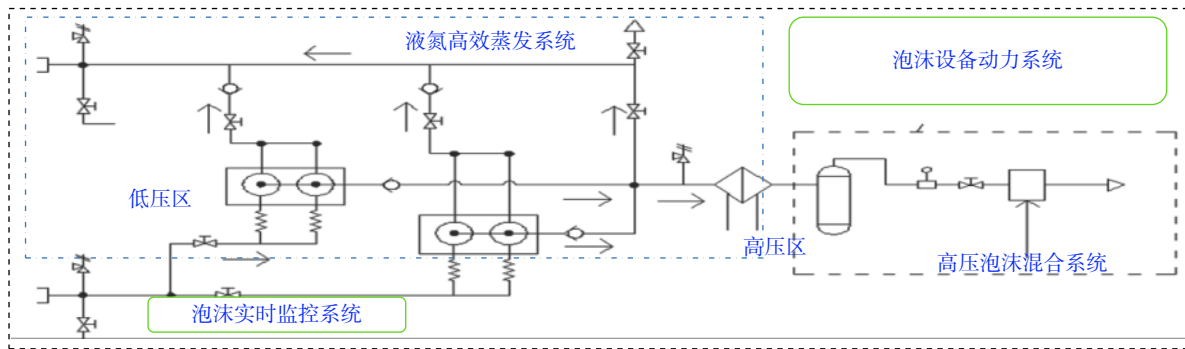 液氮高效蒸发系统
泡沫设备动力系统
低压区
高压区
高压泡沫混合系统
泡沫实时监控系统